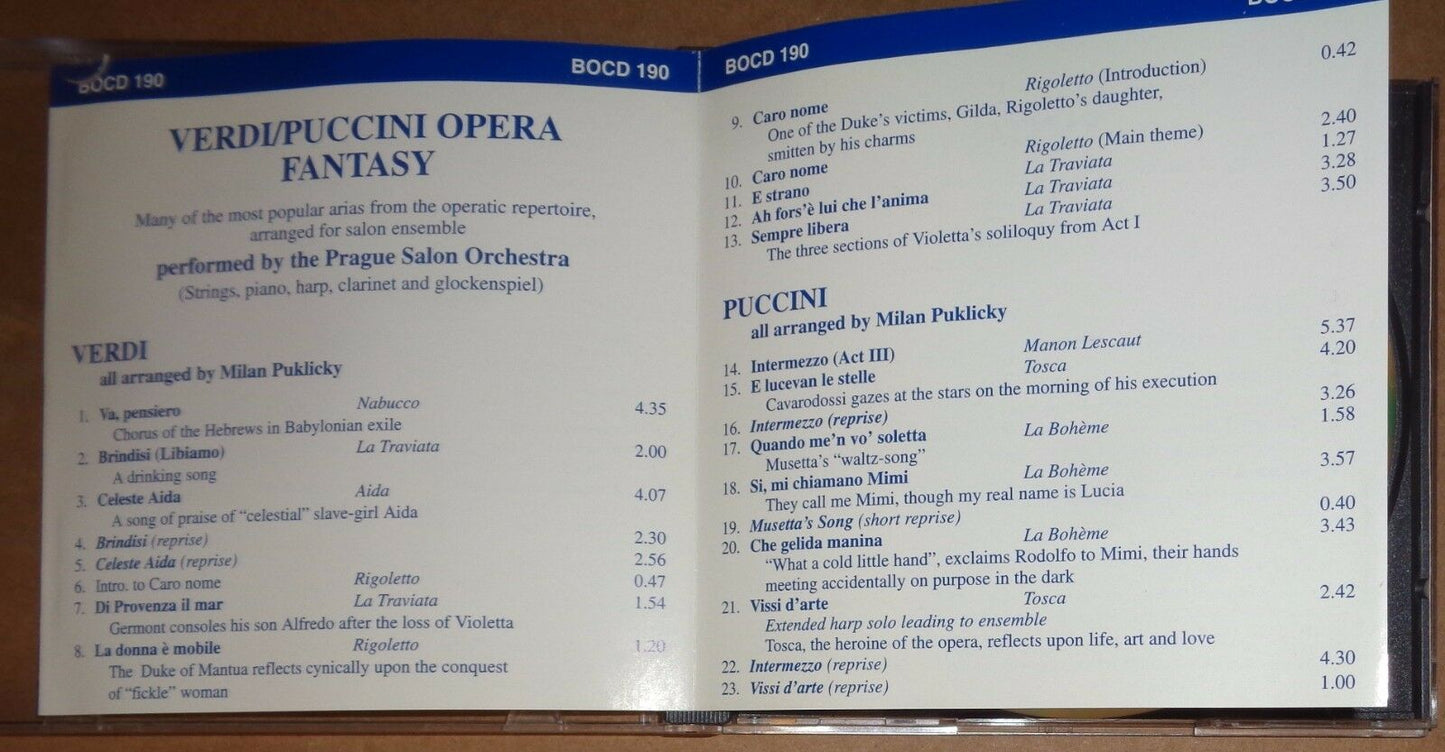 BOCD 190 BOCD 190
VERDI/PUCCINI OPERA
FANTASY
Many of the most popular arias from the operatic repertoire,
arranged for salon ensemble
performed by the Prague Salon Orchestra
(Strings, piano, harp, clarinet and glockenspiel)
VERDI
all arranged by Milan Puklicky
1. Va, pensiero Nabucco 4.35
Chorus of the Hebrews in Babylonian exile
2. Brindisi (Libiamo) La Traviata 2.00
A drinking song
3. Celeste Aida Aida 4.07
A song of praise of “celestial” slave-girl Aida
4. Brindisi (reprise) 2.30
5. Celeste Aida (reprise) 2.56
6. Intro. to Caro nome Rigoletto 0.47
7. Di Provenza il mar La Traviata 1.54
Germont consoles his son Alfredo after the loss of Violetta
8. La donna è mobile Rigoletto 1.20
The Duke of Mantua reflects cynically upon the conquest
of “fickle” woman
BOCD 190
9. Caro nome Rigoletto (Introduction) 0.42
One of the Duke’s victims, Gilda, Rigoletto’s daughter,
smitten by his charms
10. Caro nome Rigoletto (Main theme) 2.40
11. E strano La Traviata 1.27
12. Ah fors’è lui che l’anima La Traviata 3.28
13. Sempre libera La Traviata 3.50
The three sections of Violetta’s soliloquy from Act I
PUCCINI
all arranged by Milan Puklicky
14. Intermezzo (Act III) Manon Lescaut 5.37
15. E lucevan le stelle Tosca 4.20
Cavarodossi gazes at the stars on the morning of his execution
16. Intermezzo (reprise) 3.26
17. Quando me’n vo’ soletta La Bohème 1.58
Musetta’s “waltz-song”
18. Si, mi chiamano Mimi La Bohème 3.57
They call me Mimi, though my real name is Lucia
19. Musetta’s Song (short reprise) 0.40
20. Che gelida manina La Bohème 3.43
“What a cold little hand”, exclaims Rodolfo to Mimi, their hands
meeting accidentally on purpose in the dark
21. Vissi d’arte Tosca 2.42
Extended harp solo leading to ensemble
Tosca, the heroine of the opera, reflects upon life, art and love
22. Intermezzo (reprise) 4.30
23. Vissi d’arte (reprise) 1.00